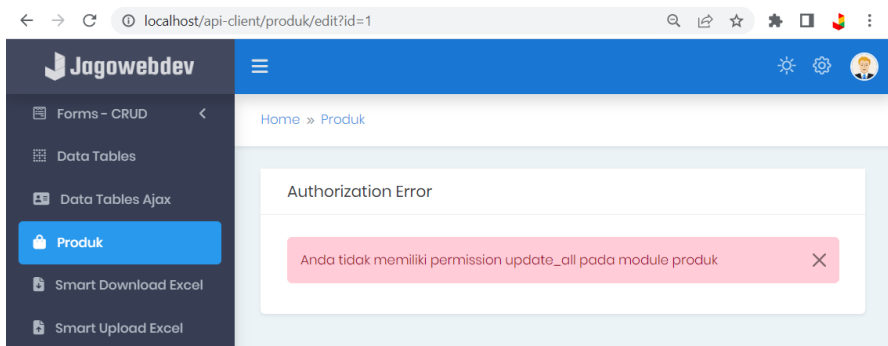 localhost/api-client/produk/edit?id=1
Jagowebdev
Forms - CRUD
Data Tables
Data Tables Ajax
Produk
Smart Download Excel
Smart Upload Excel
Home » Produk
Authorization Error
Anda tidak memiliki permission update_all pada module produk